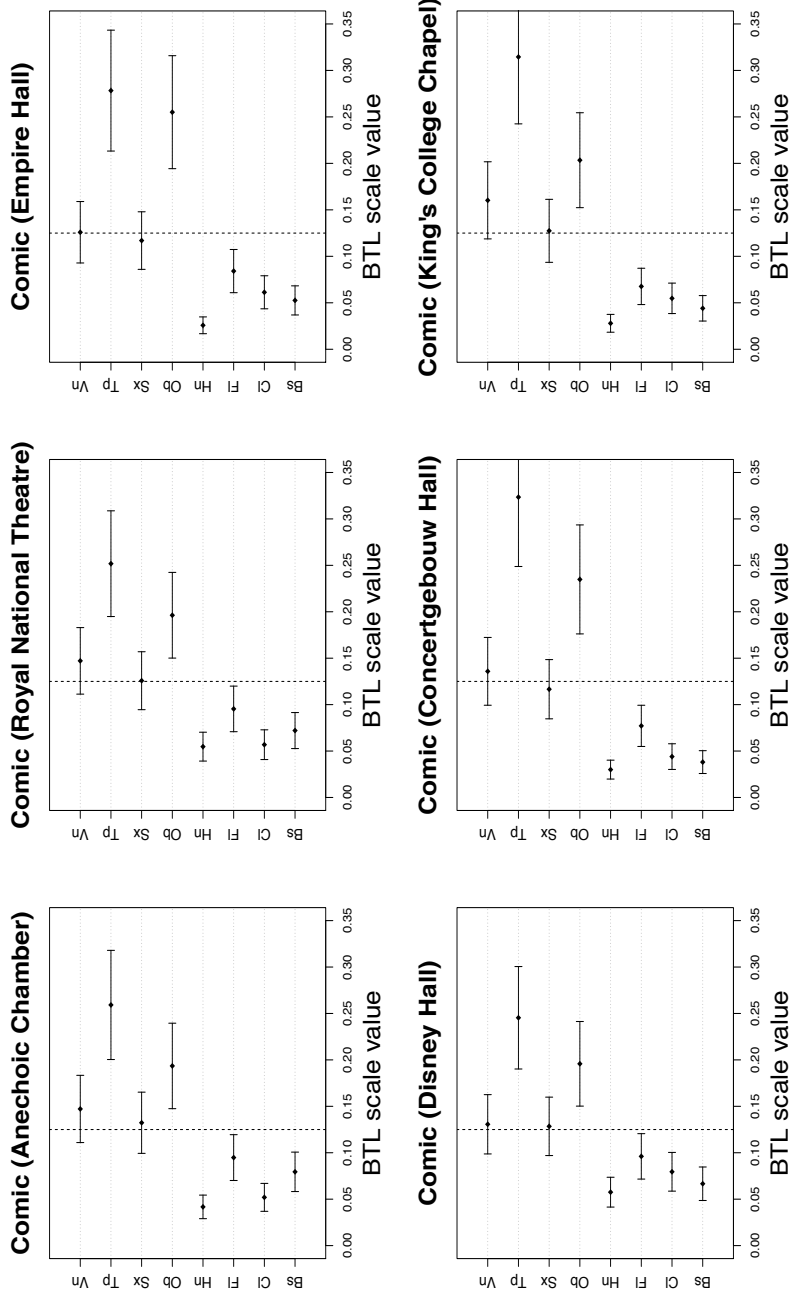 Comic (Empire Hall)
Vn
Tp
Sx
Ob
Hn
Fl
Cl
Bs
0.00 0.05 0.10 0.15 0.20 0.25 0.30 0.35
BTL scale value
Comic (King's College Chapel)
Vn
Tp
Sx
Ob
Hn
Fl
Cl
Bs
0.00 0.05 0.10 0.15 0.20 0.25 0.30 0.35
BTL scale value
Comic (Royal National Theatre)
Vn
Tp
Sx
Ob
Hn
Fl
Cl
Bs
0.00 0.05 0.10 0.15 0.20 0.25 0.30 0.35
BTL scale value
Comic (Concertgebouw Hall)
Vn
Tp
Sx
Ob
Hn
Fl
Cl
Bs
0.00 0.05 0.10 0.15 0.20 0.25 0.30 0.35
BTL scale value
Comic (Anechoic Chamber)
Vn
Tp
Sx
Ob
Hn
Fl
Cl
Bs
0.00 0.05 0.10 0.15 0.20 0.25 0.30 0.35
BTL scale value
Comic (Disney Hall)
Vn
Tp
Sx
Ob
Hn
Fl
Cl
Bs
0.00 0.05 0.10 0.15 0.20 0.25 0.30 0.35
BTL scale value